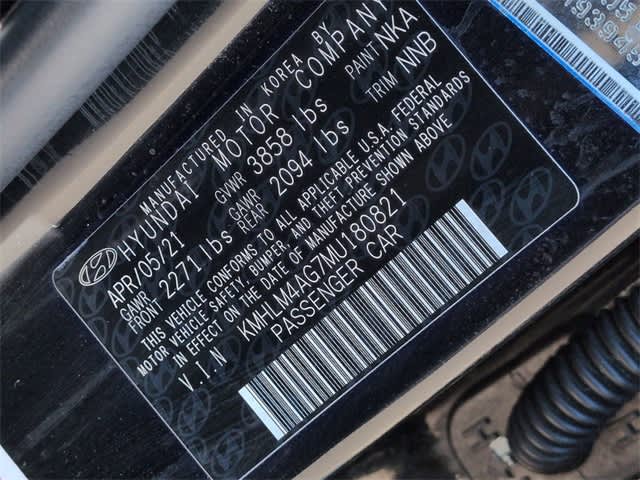 MANUFACTURED IN KOREA BY
HYUNDAI MOTOR COMPANY
APR/05/21 GVWR 3858 lbs PAINT NKA
GAWR FRONT 2271 lbs GAWR REAR 2094 lbs TRIM NNB
THIS VEHICLE CONFORMS TO ALL APPLICABLE U.S.A. FEDERAL
MOTOR VEHICLE SAFETY, BUMPER, AND THEFT PREVENTION STANDARDS
IN EFFECT ON THE DATE OF MANUFACTURE SHOWN ABOVE
V.I.N KMHLM4AG7MU180821
PASSENGER CAR